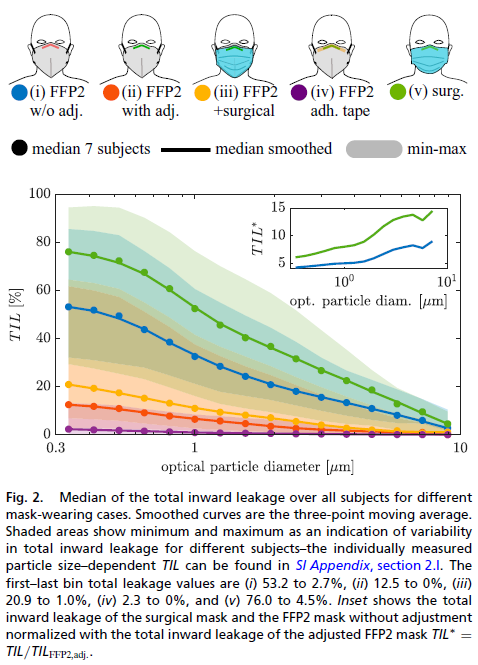 (i) FFP2 w/o adj.
(ii) FFP2 with adj.
(iii) FFP2 +surgical
(iv) FFP2 adh. tape
(v) surg.
median 7 subjects
median smoothed
min-max
100
80
60
40
20
0
TIL [%]
0.3
1
10
optical particle diameter [μm]
15
10
5
TIL*
10⁰
10¹
opt. particle diam. [μm]
Fig. 2. Median of the total inward leakage over all subjects for different
mask-wearing cases. Smoothed curves are the three-point moving average.
Shaded areas show minimum and maximum as an indication of variability
in total inward leakage for different subjects–the individually measured
particle size–dependent TIL can be found in SI Appendix, section 2.I. The
first–last bin total leakage values are (i) 53.2 to 2.7%, (ii) 12.5 to 0%, (iii)
20.9 to 1.0%, (iv) 2.3 to 0%, and (v) 76.0 to 4.5%. Inset shows the total
inward leakage of the surgical mask and the FFP2 mask without adjustment
normalized with the total inward leakage of the adjusted FFP2 mask TIL* =
TIL/TIL_FFP2,adj..